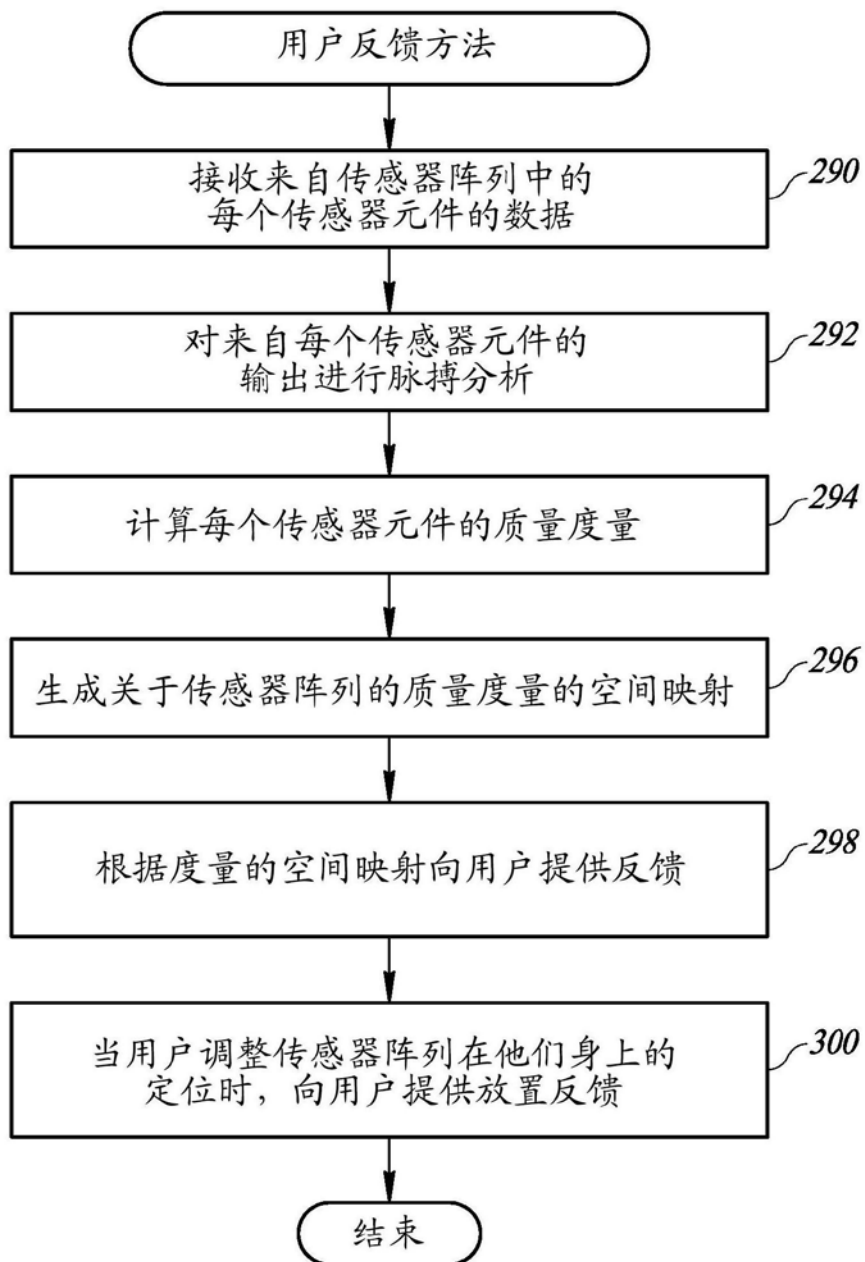 用户反馈方法
接收来自传感器阵列中的
每个传感器元件的数据
290
对来自每个传感器元件的
输出进行脉搏分析
292
计算每个传感器元件的质量度量
294
生成关于传感器阵列的质量度量的空间映射
296
根据度量的空间映射向用户提供反馈
298
当用户调整传感器阵列在他们身上的
定位时，向用户提供放置反馈
300
结束